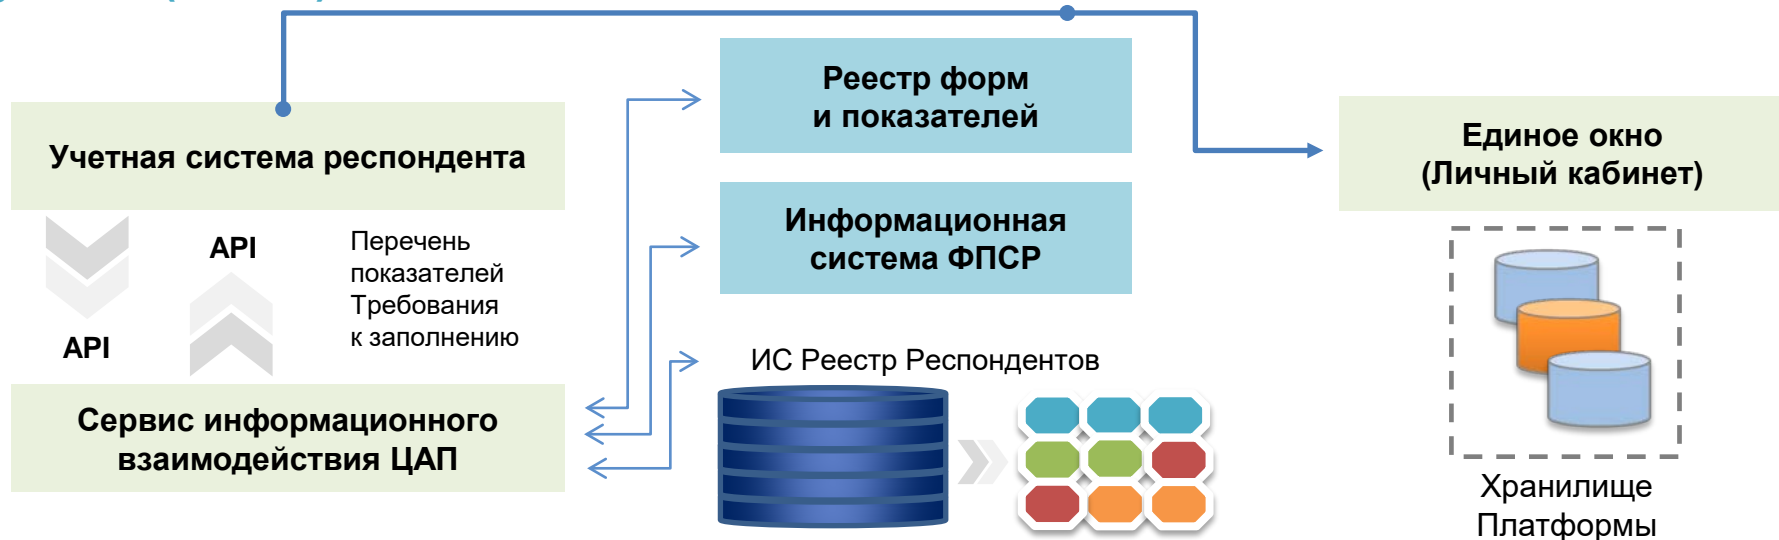 Учетная система респондента
API
API
Перечень
показателей
Требования
к заполнению
Сервис информационного
взаимодействия ЦАП
Реестр форм
и показателей
Информационная
система ФПСР
ИС Реестр Респондентов
Единое окно
(Личный кабинет)
Хранилище
Платформы